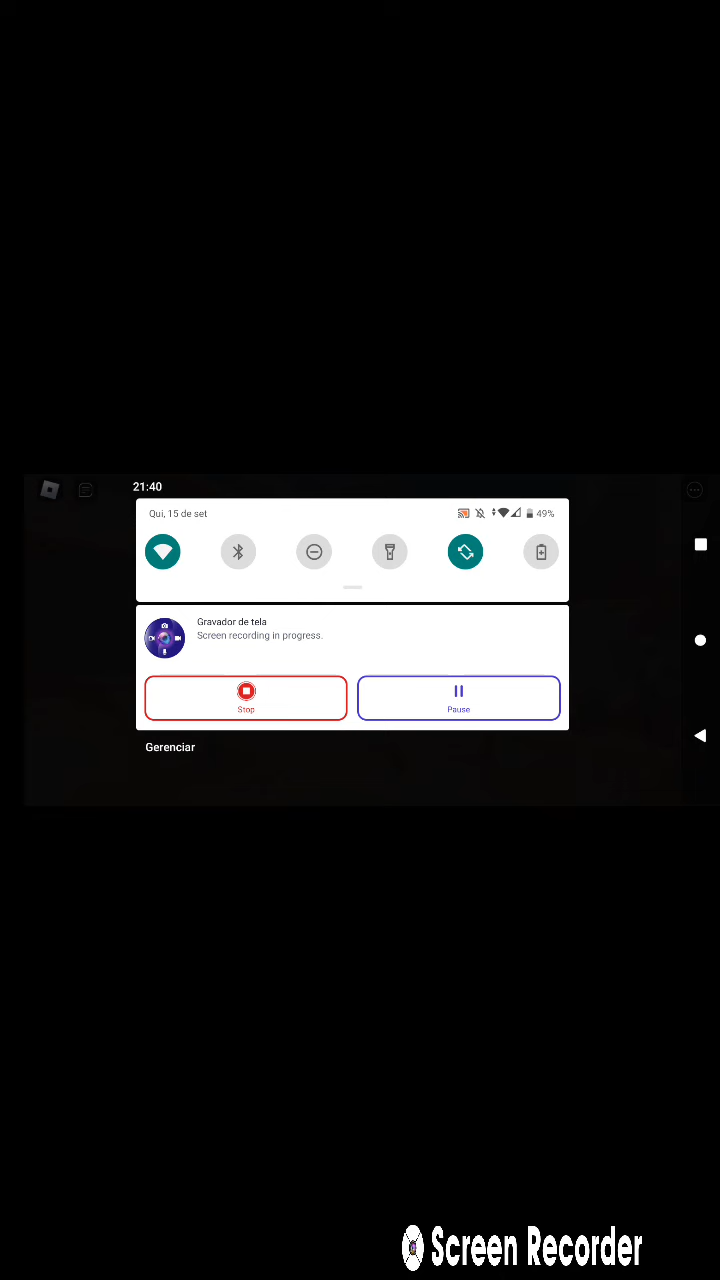 21:40
Qui, 15 de set
49%
Gravador de tela
Screen recording in progress.
Stop
Pause
Gerenciar
Screen Recorder